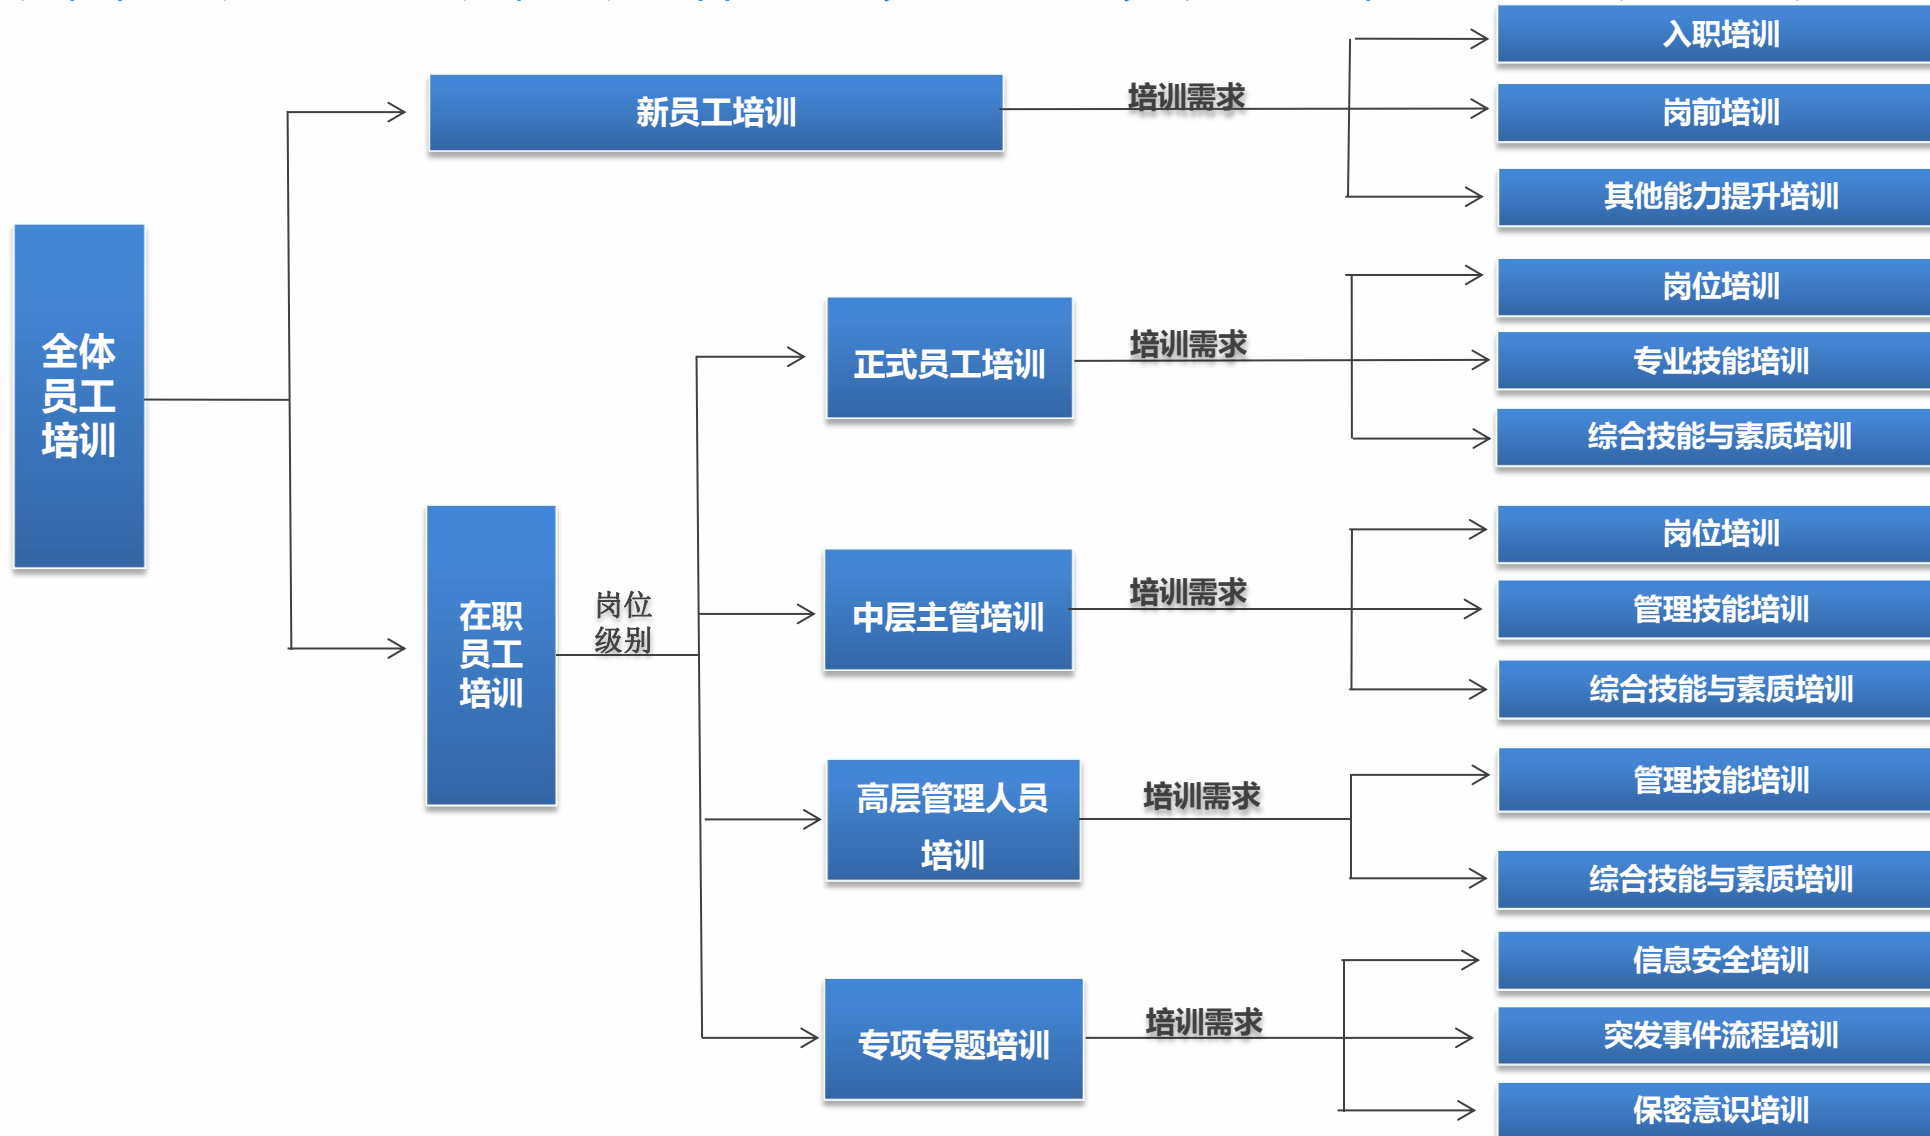 全体
员工
培训
新员工培训
培训需求
入职培训
岗前培训
其他能力提升培训
在职
员工
培训
岗位
级别
正式员工培训
培训需求
岗位培训
专业技能培训
综合技能与素质培训
中层主管培训
培训需求
岗位培训
管理技能培训
综合技能与素质培训
高层管理人员
培训
培训需求
管理技能培训
综合技能与素质培训
专项专题培训
培训需求
信息安全培训
突发事件流程培训
保密意识培训